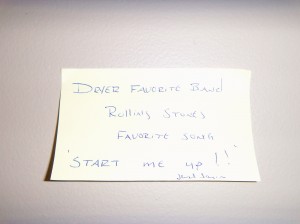 DEVER FAVORITE BAND
ROLLING STONES
FAVORITE SONG
"START ME UP!!